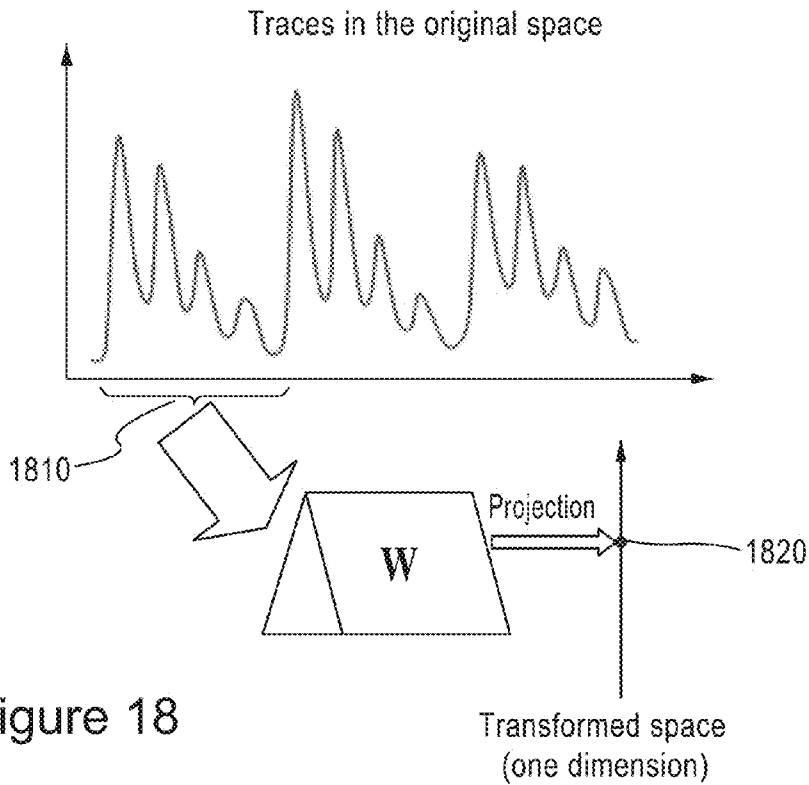 Traces in the original space
1810
Projection
W
1820
igure 18
Transformed space
(one dimension)